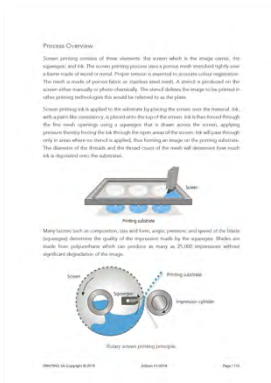 Process Overview
Screen printing consists of three elements: the screen which is the image carrier, the
squeegee, and ink. The screen printing process uses a porous mesh stretched tightly over
a frame made of wood or metal. Proper tension is essential to accurate colour registration.
The mesh is made of porous fabric or stainless steel mesh. A stencil is produced on the
screen either manually or photo-chemically. The stencil defines the image to be printed in
other printing technologies this would be referred to as the plate.
Screen printing ink is applied to the substrate by placing the screen over the material. Ink
with a paint-like consistency, is placed onto the top of the screen. Ink is then forced through
the fine mesh openings using a squeegee that is drawn across the screen, applying
pressure thereby forcing the ink through the open areas of the screen. Ink will pass through
only in areas where no stencil is applied, thus forming an image on the printing substrate.
The diameter of the threads and the thread count of the mesh will determine how much
ink is deposited onto the substrates.
Screen
Printing substrate
Many factors such as composition, size and form, angle, pressure, and speed of the blade
(squeegee) determine the quality of the impression made by the squeegee. Blades are
made from polyurethane which can produce as many as 25,000 impressions without
significant degradation of the image.
Screen
Printing substrate
Squeegee
Impression cylinder
Rotary screen printing principle.
PRINTING SA Copyright © 2019
Page |